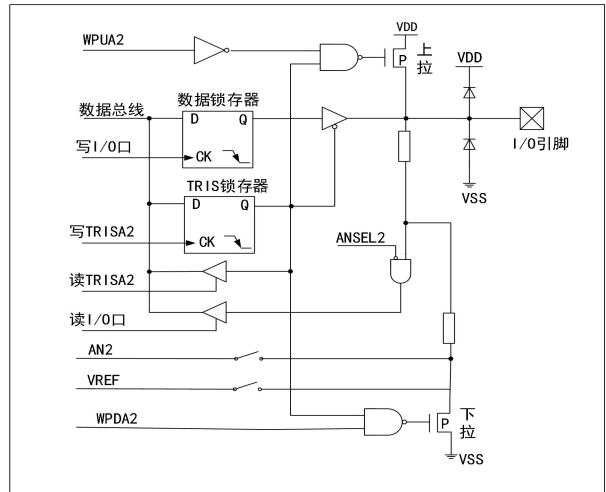 VDD
WPUA2
P
上
拉
VDD
数据总线
数据锁存器
D
Q
写I/O口
CK
I/O引脚
VSS
TRIS锁存器
D
Q
写TRISA2
CK
ANSEL2
读TRISA2
读I/O口
AN2
VREF
WPDA2
P
下
拉
VSS